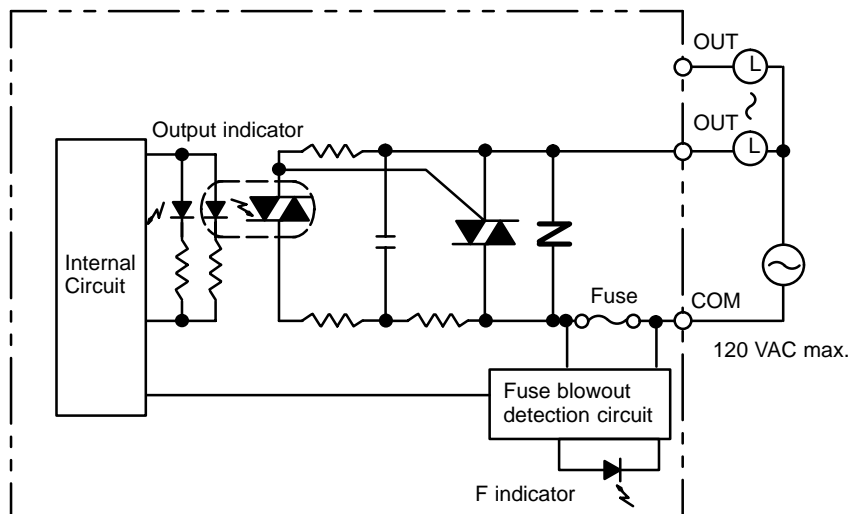 OUT
L
Output indicator
OUT
L
Internal
Circuit
Fuse
COM
120 VAC max.
Fuse blowout
detection circuit
F indicator